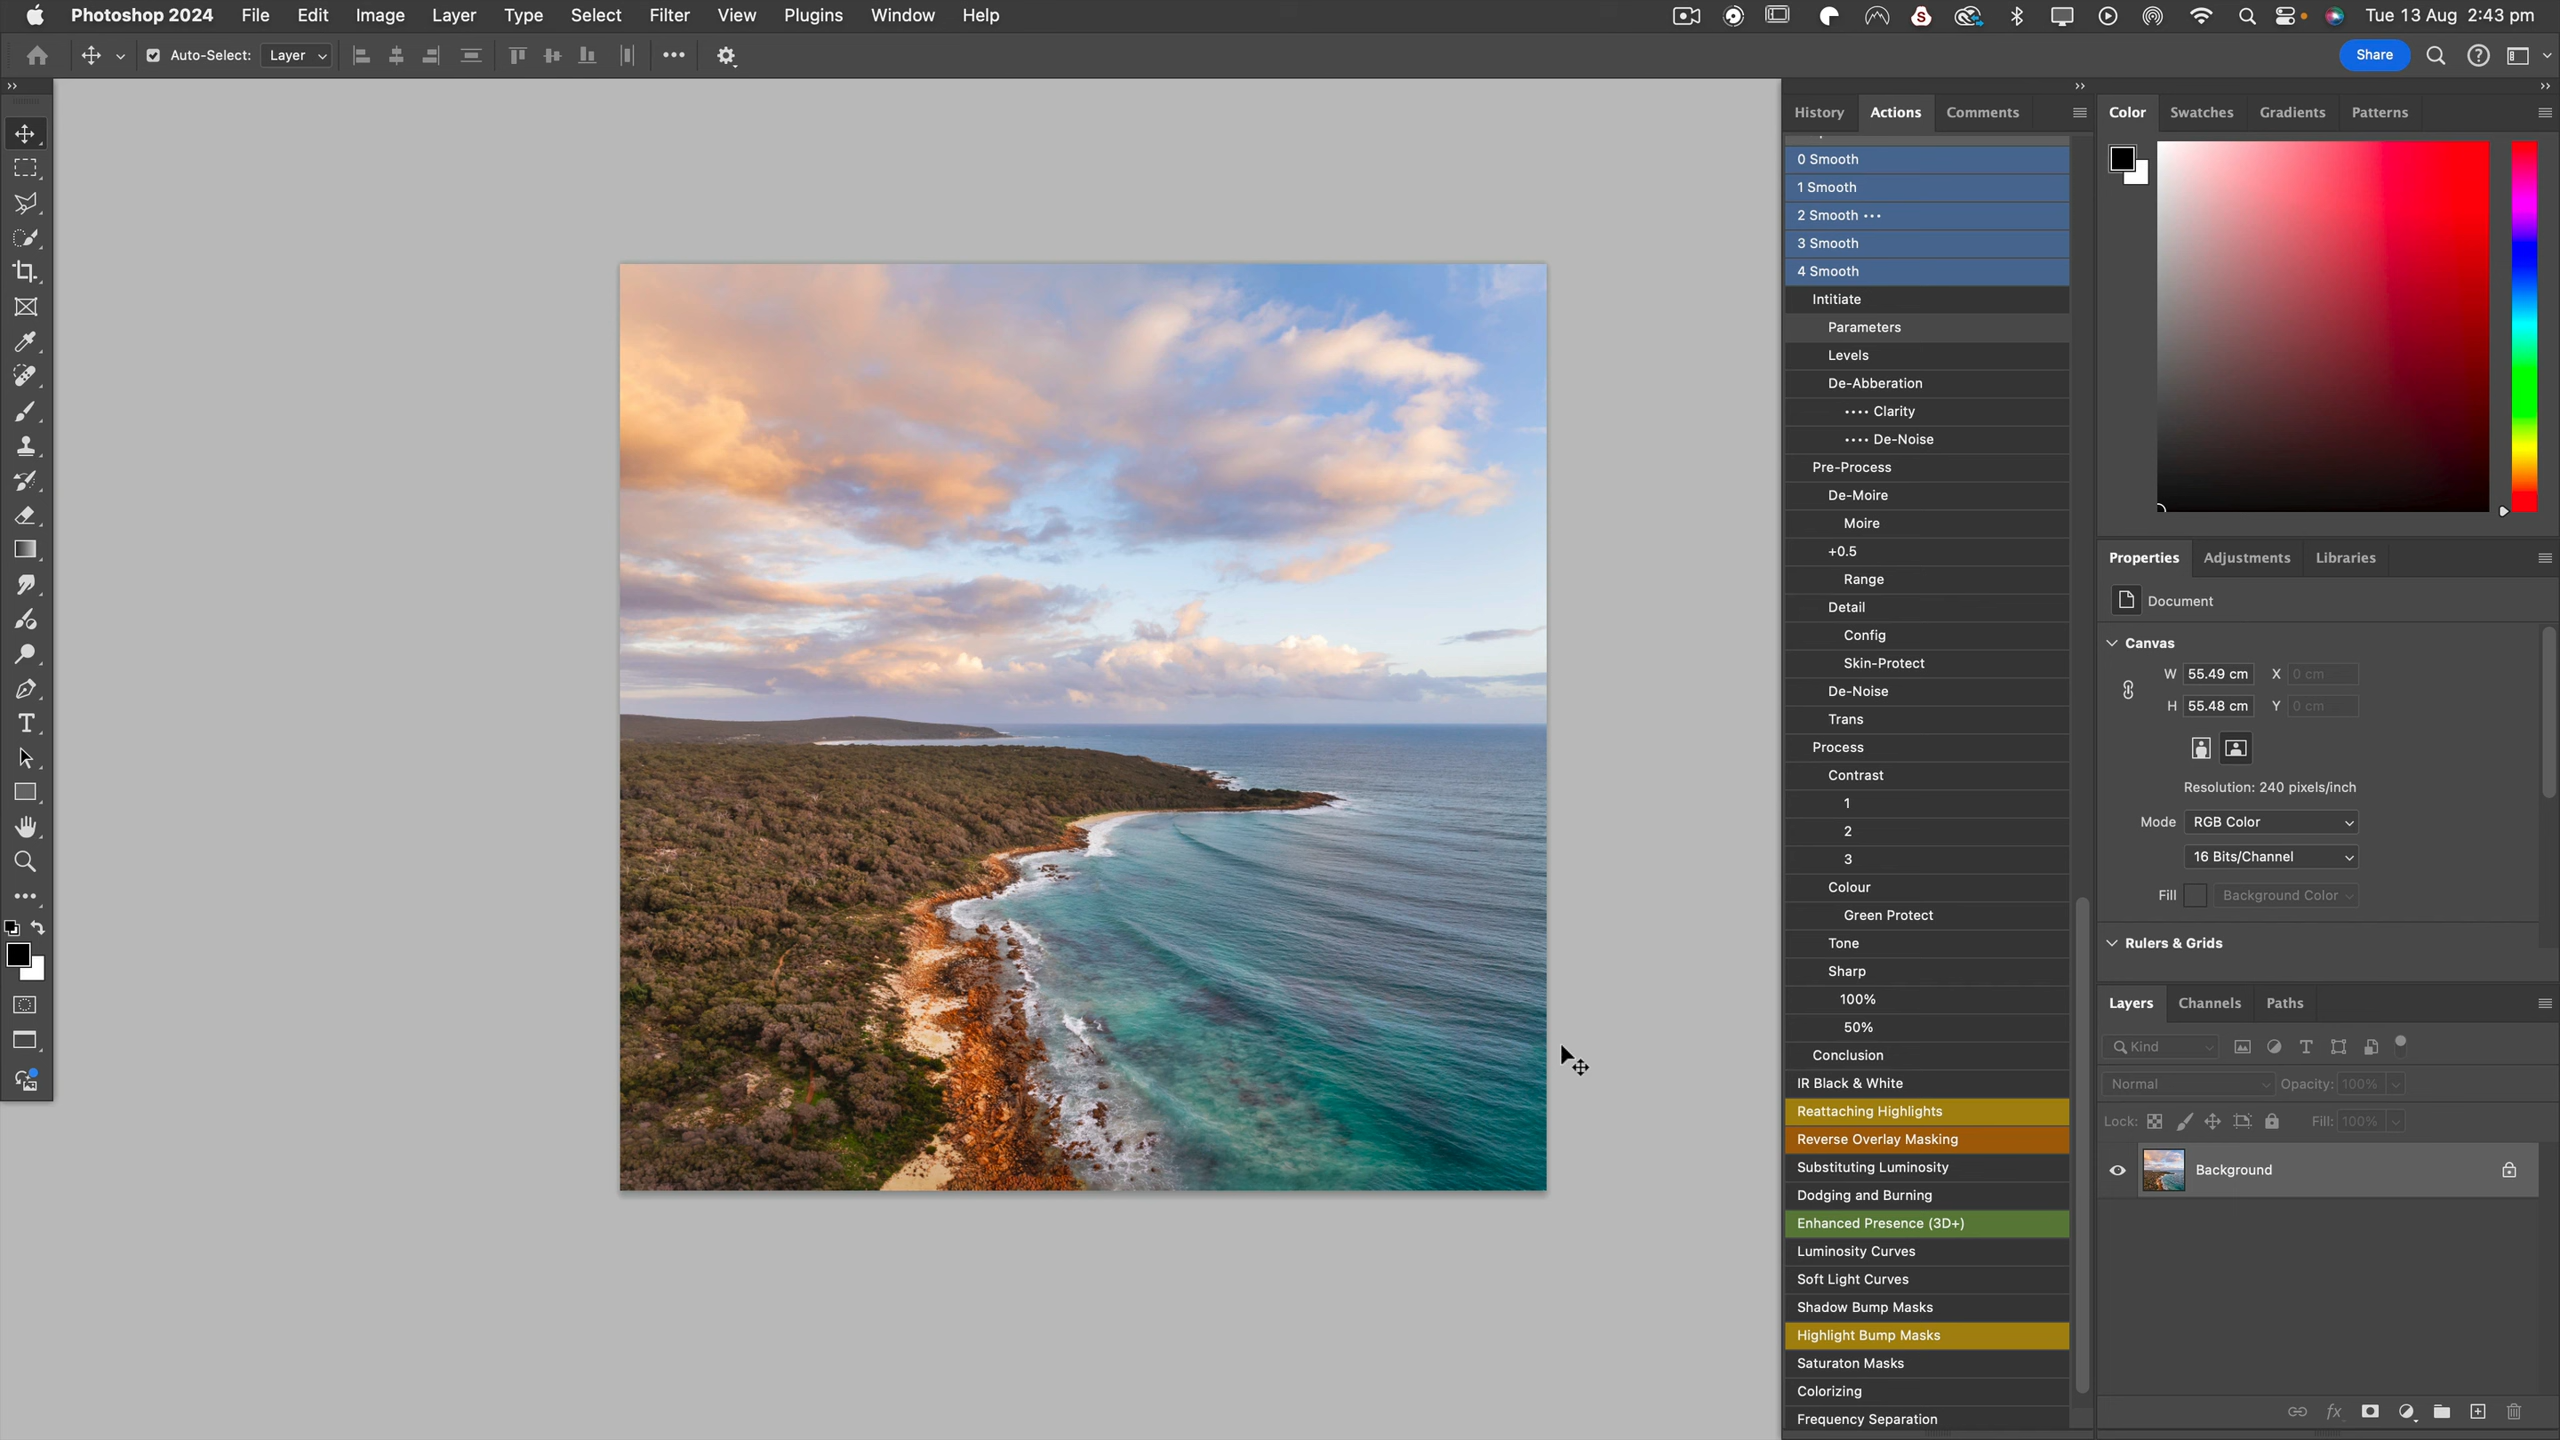 Photoshop 2024 File Edit Image Layer Type Select Filter View Plugins Window Help Tue 13 Aug 2:43 pm
Auto-Select: Layer Share
History Actions Comments
0 Smooth
1 Smooth
2 Smooth •••
3 Smooth
4 Smooth
Intitiate
Parameters
Levels
De-Abberation
•••• Clarity
•••• De-Noise
Pre-Process
De-Moire
Moire
+0.5
Range
Detail
Config
Skin-Protect
De-Noise
Trans
Process
Contrast
1
2
3
Colour
Green Protect
Tone
Sharp
100%
50%
Conclusion
IR Black & White
Reattaching Highlights
Reverse Overlay Masking
Substituting Luminosity
Dodging and Burning
Enhanced Presence (3D+)
Luminosity Curves
Soft Light Curves
Shadow Bump Masks
Highlight Bump Masks
Saturaton Masks
Colorizing
Frequency Separation
Color Swatches Gradients Patterns
Properties Adjustments Libraries
Document
Canvas
W 55.49 cm X 0 cm
H 55.48 cm Y 0 cm
Resolution: 240 pixels/inch
Mode RGB Color
16 Bits/Channel
Fill Background Color
Rulers & Grids
Layers Channels Paths
Kind
Normal Opacity: 100%
Lock: Fill: 100%
Background